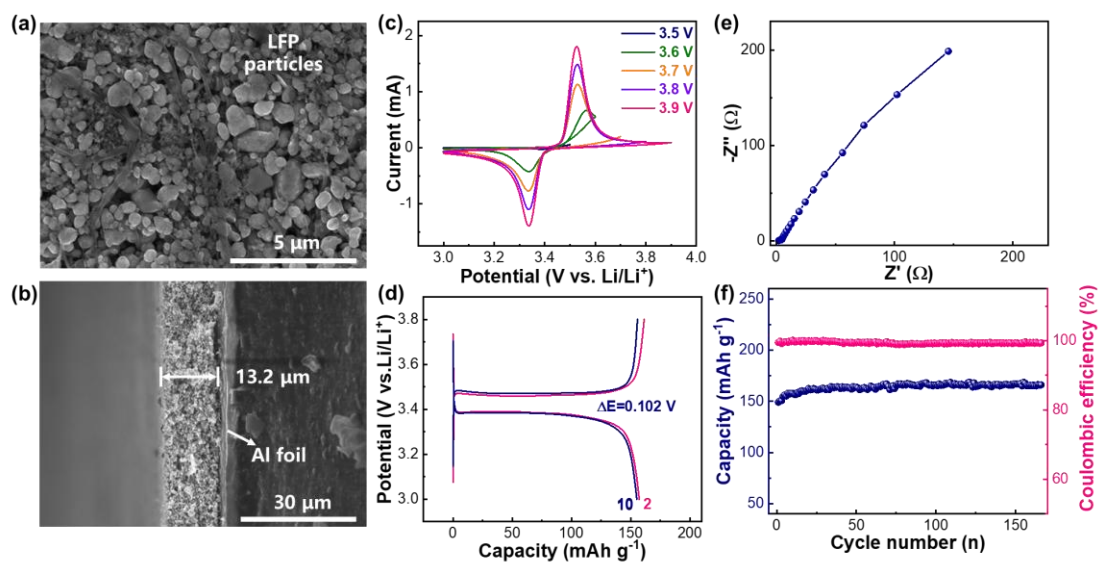 (a)
LFP
particles
5 μm
(b)
13.2 μm
Al foil
30 μm
(c)
3.5 V
3.6 V
3.7 V
3.8 V
3.9 V
2
1
0
-1
Current (mA)
3.0 3.2 3.4 3.6 3.8 4.0
Potential (V vs. Li/Li⁺)
(d)
3.8
3.6
3.4
3.2
3.0
Potential (V vs.Li/Li⁺)
ΔE=0.102 V
10 2
0 50 100 150 200
Capacity (mAh g⁻¹)
(e)
200
100
0
-Z'' (Ω)
0 100 200
Z' (Ω)
(f)
250
200
150
100
50
0
Capacity (mAh g⁻¹)
100
80
60
Coulombic efficiency (%)
0 50 100 150
Cycle number (n)